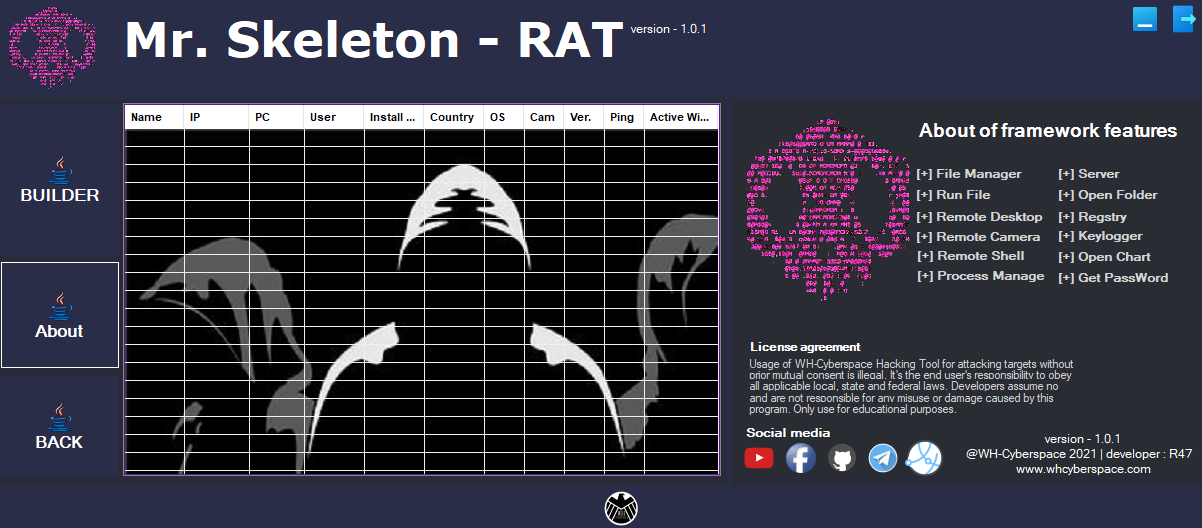 Mr. Skeleton - RAT version - 1.0.1
Name IP PC User Install ... Country OS Cam Ver. Ping Active Wi...
BUILDER
About
BACK
About of framework features
[+] File Manager [+] Server
[+] Run File [+] Open Folder
[+] Remote Desktop [+] Regstry
[+] Remote Camera [+] Keylogger
[+] Remote Shell [+] Open Chart
[+] Process Manage [+] Get PassWord
License agreement
Usage of WH-Cyberspace Hacking Tool for attacking targets without
prior mutual consent is illegal. It's the end user's responsibility to obey
all applicable local, state and federal laws. Developers assume no
and are not responsible for any misuse or damage caused by this
program. Only use for educational purposes.
Social media
version - 1.0.1
@WH-Cyberspace 2021 | developer : R47
www.whcyberspace.com